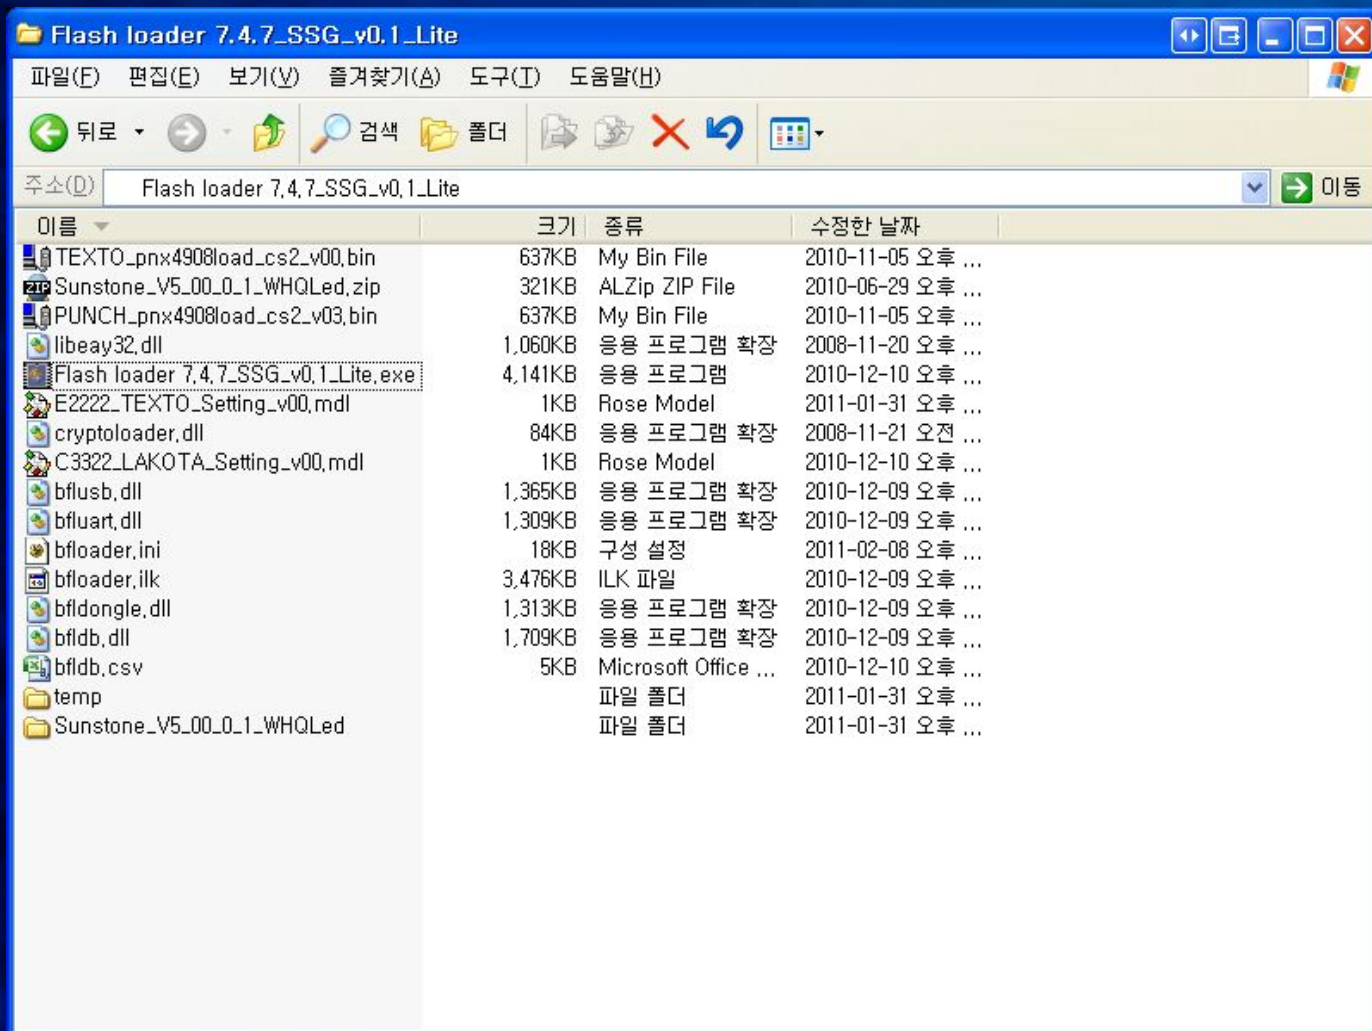 Flash loader 7.4.7_SSG_v0.1_Lite
파일(F) 편집(E) 보기(V) 즐겨찾기(A) 도구(T) 도움말(H)
뒤로 검색 폴더
주소(D) Flash loader 7.4.7_SSG_v0.1_Lite 이동
이름 크기 종류 수정한 날짜
TEXTO_pnx4908load_cs2_v00.bin 637KB My Bin File 2010-11-05 오후 ...
Sunstone_V5_00_0_1_WHQLed.zip 321KB ALZip ZIP File 2010-06-29 오후 ...
PUNCH_pnx4908load_cs2_v03.bin 637KB My Bin File 2010-11-05 오후 ...
libeay32.dll 1,060KB 응용 프로그램 확장 2008-11-20 오후 ...
Flash loader 7.4.7_SSG_v0.1_Lite.exe 4,141KB 응용 프로그램 2010-12-10 오후 ...
E2222_TEXTO_Setting_v00.mdl 1KB Rose Model 2011-01-31 오후 ...
cryptoloader.dll 84KB 응용 프로그램 확장 2008-11-21 오전 ...
C3322_LAKOTA_Setting_v00.mdl 1KB Rose Model 2010-12-10 오후 ...
bflusb.dll 1,365KB 응용 프로그램 확장 2010-12-09 오후 ...
bfluart.dll 1,309KB 응용 프로그램 확장 2010-12-09 오후 ...
bfloader.ini 18KB 구성 설정 2011-02-08 오후 ...
bfloader.ilk 3,476KB ILK 파일 2010-12-09 오후 ...
bfldongle.dll 1,313KB 응용 프로그램 확장 2010-12-09 오후 ...
bfldb.dll 1,709KB 응용 프로그램 확장 2010-12-09 오후 ...
bfldb.csv 5KB Microsoft Office ... 2010-12-10 오후 ...
temp 파일 폴더 2011-01-31 오후 ...
Sunstone_V5_00_0_1_WHQLed 파일 폴더 2011-01-31 오후 ...